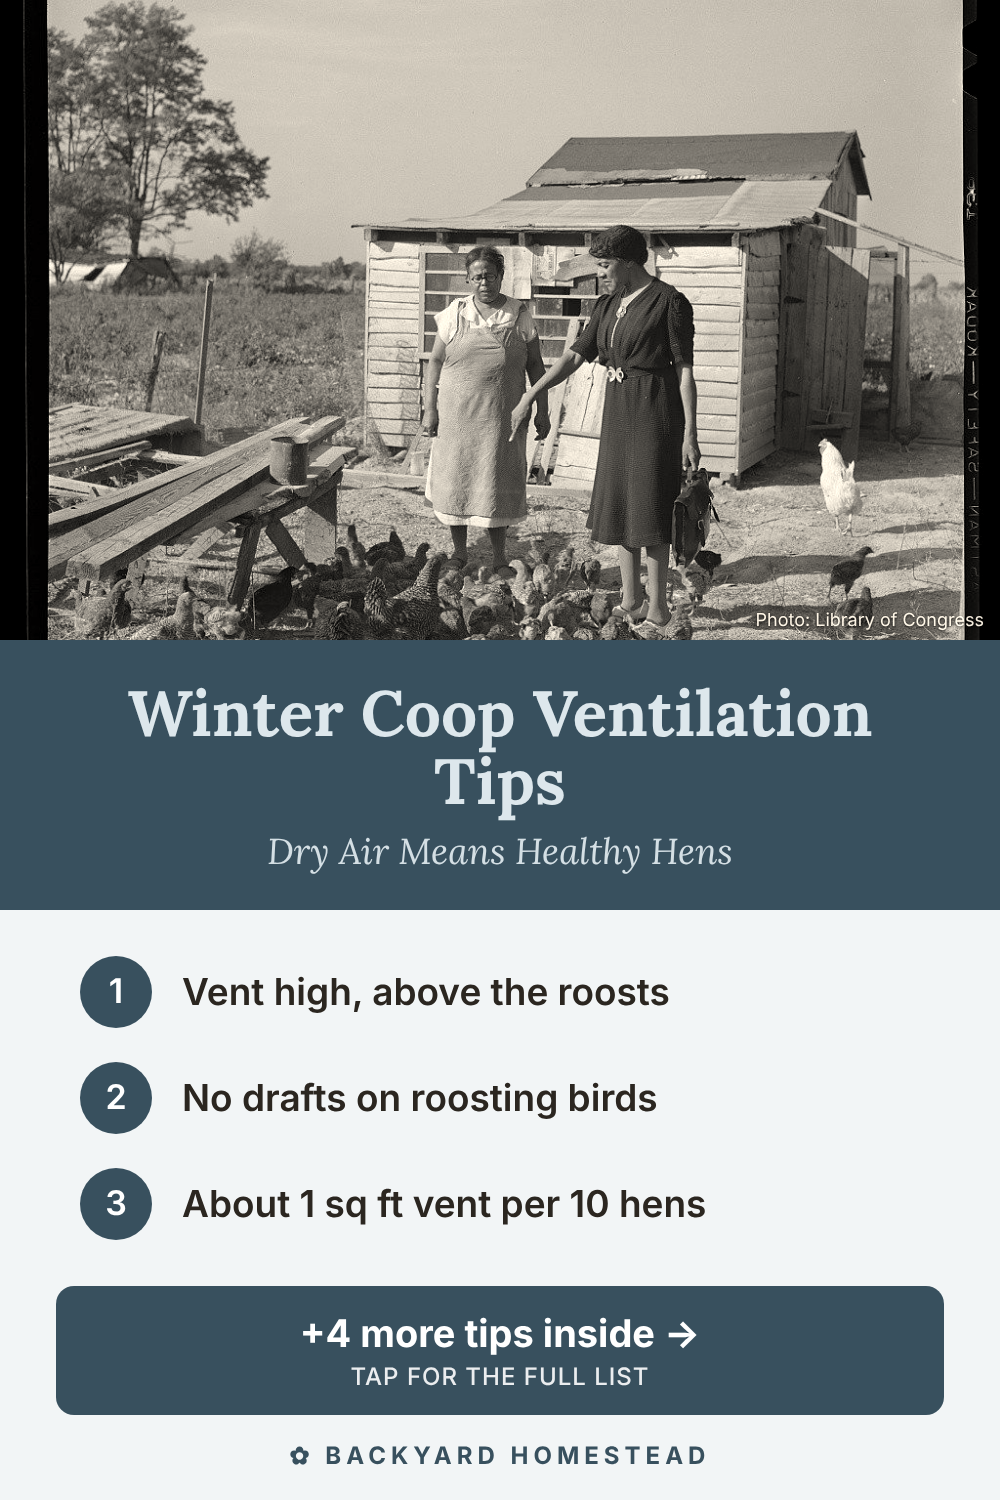 Photo: Library of Congress
Winter Coop Ventilation
Tips
Dry Air Means Healthy Hens
1 Vent high, above the roosts
2 No drafts on roosting birds
3 About 1 sq ft vent per 10 hens
+4 more tips inside →
TAP FOR THE FULL LIST
✿ BACKYARD HOMESTEAD